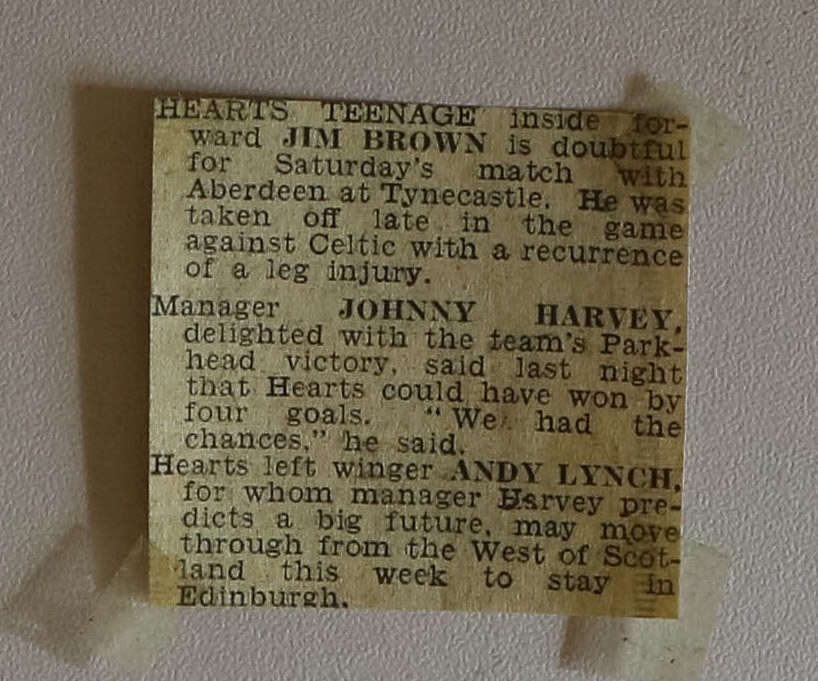 HEARTS TEENAGE inside for-
ward JIM BROWN is doubtful
for Saturday's match with
Aberdeen at Tynecastle. He was
taken off late in the game
against Celtic with a recurrence
of a leg injury.
Manager JOHNNY HARVEY,
delighted with the team's Park-
head victory, said last night
that Hearts could have won by
four goals. "We had the
chances," he said.
Hearts left winger ANDY LYNCH,
for whom manager Harvey pre-
dicts a big future, may move
through from the West of Scot-
land this week to stay in
Edinburgh.